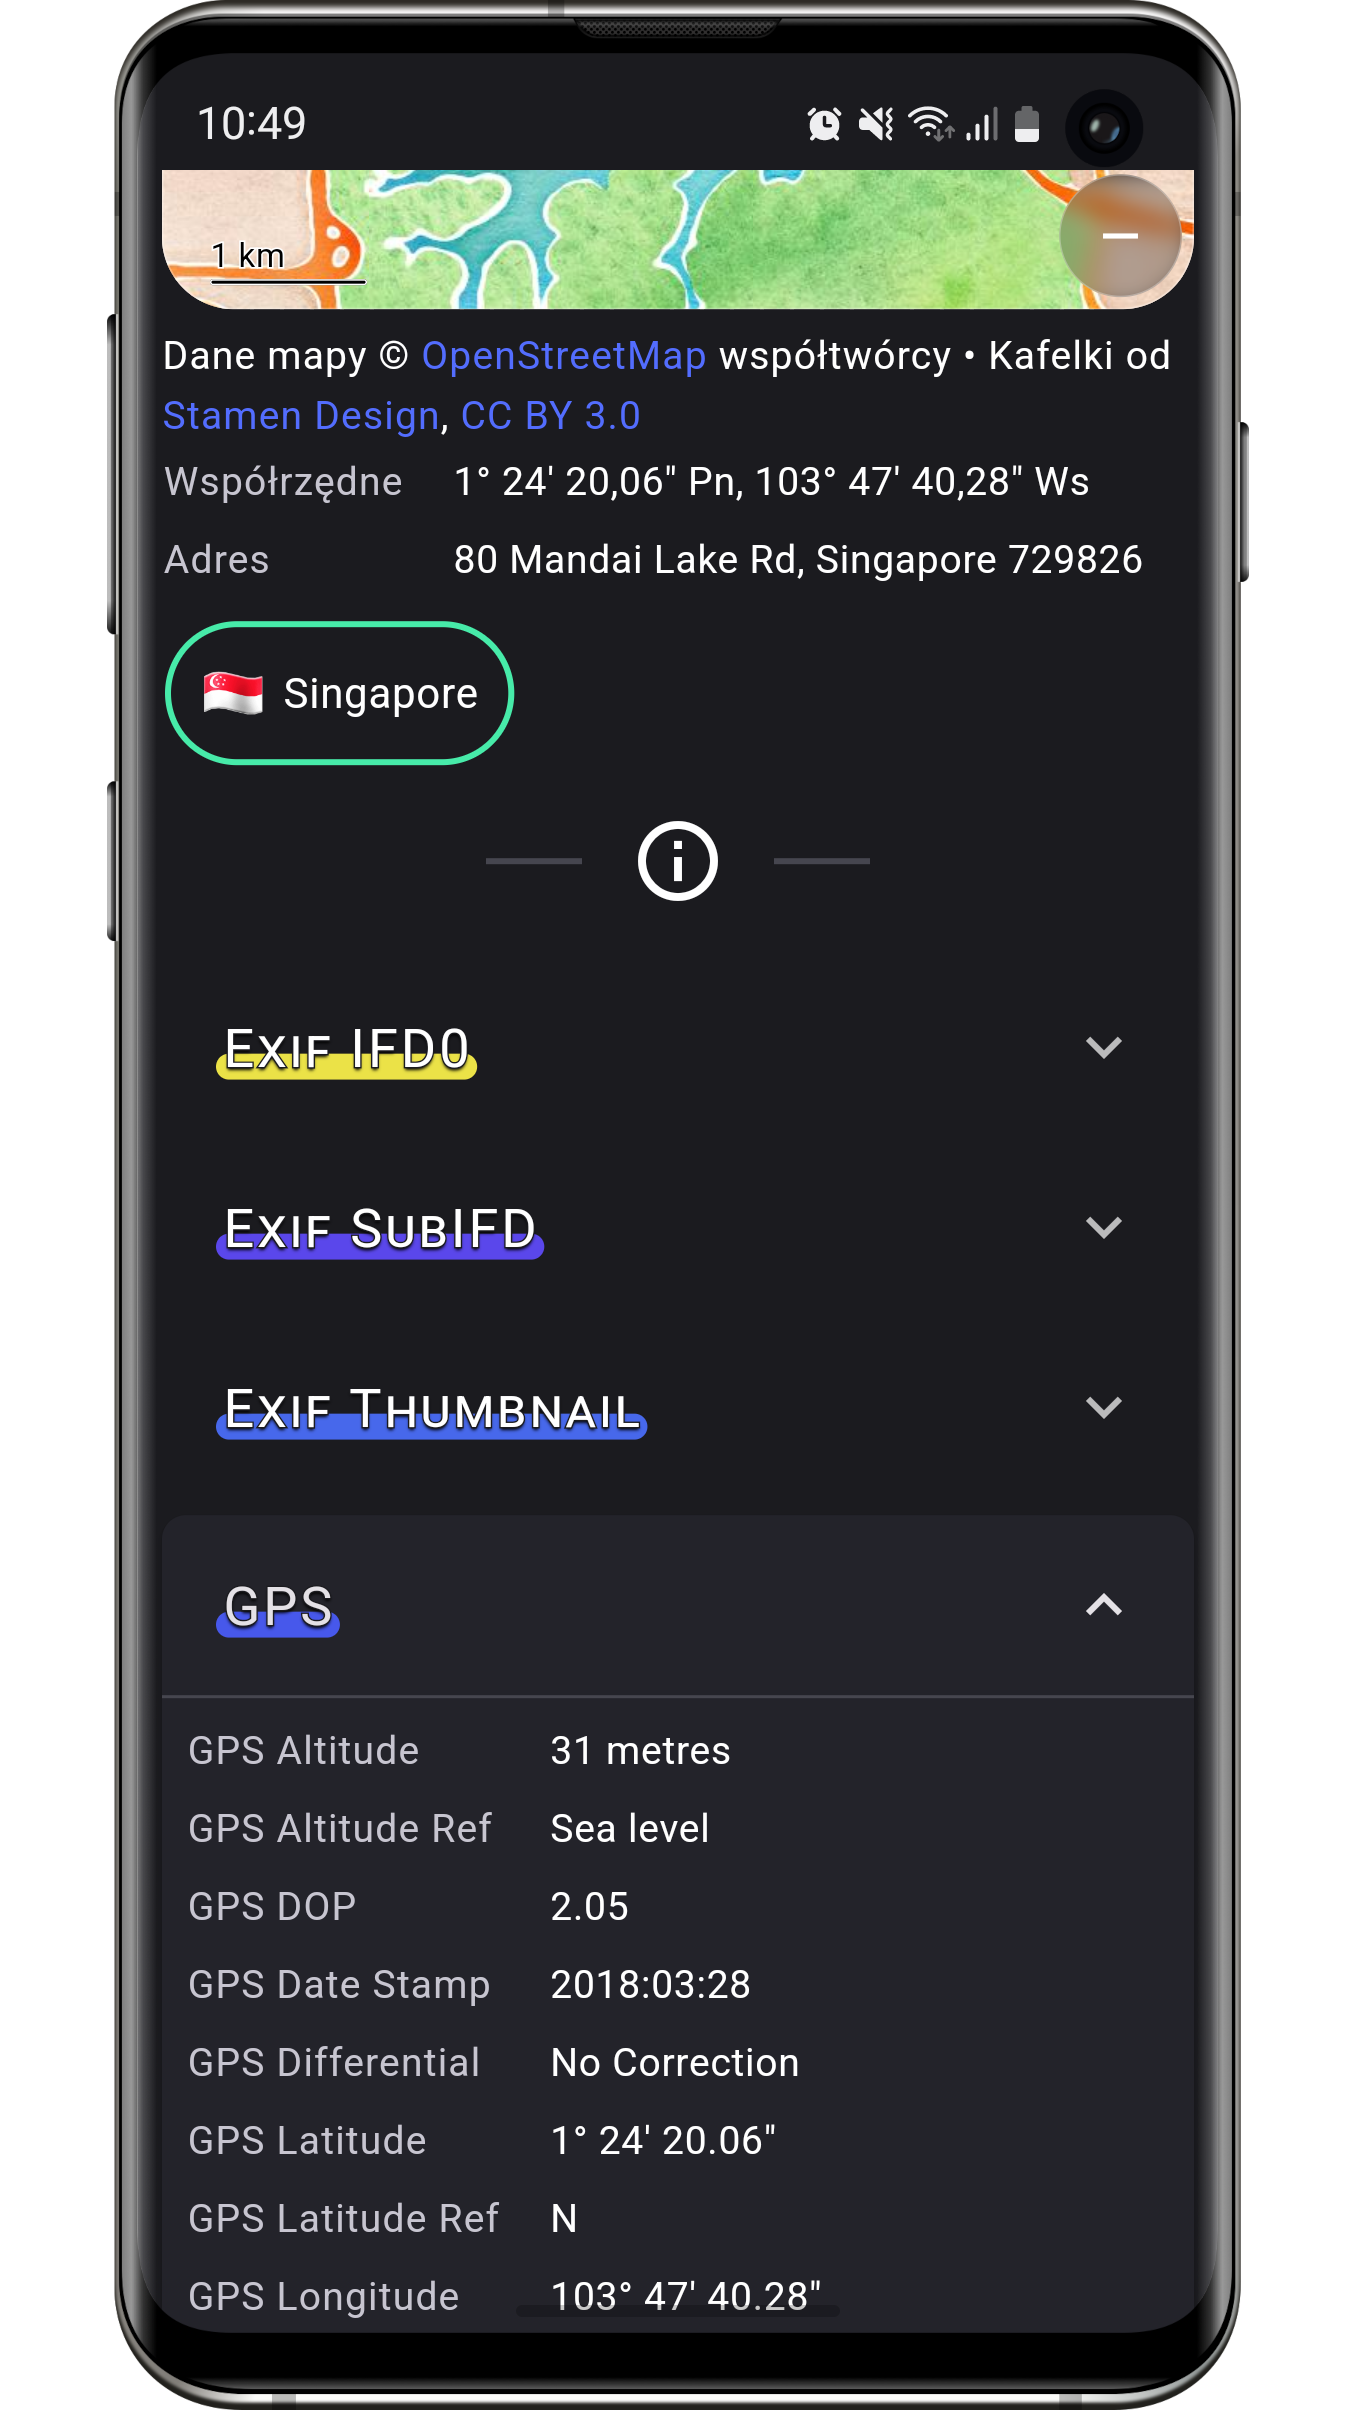 10:49
1 km
Dane mapy © OpenStreetMap współtwórcy • Kafelki od
Stamen Design, CC BY 3.0
Współrzędne 1° 24' 20,06" Pn, 103° 47' 40,28" Ws
Adres 80 Mandai Lake Rd, Singapore 729826
Singapore
Exif IFD0
Exif SubIFD
Exif Thumbnail
GPS
GPS Altitude 31 metres
GPS Altitude Ref Sea level
GPS DOP 2.05
GPS Date Stamp 2018:03:28
GPS Differential No Correction
GPS Latitude 1° 24' 20.06"
GPS Latitude Ref N
GPS Longitude 103° 47' 40.28"